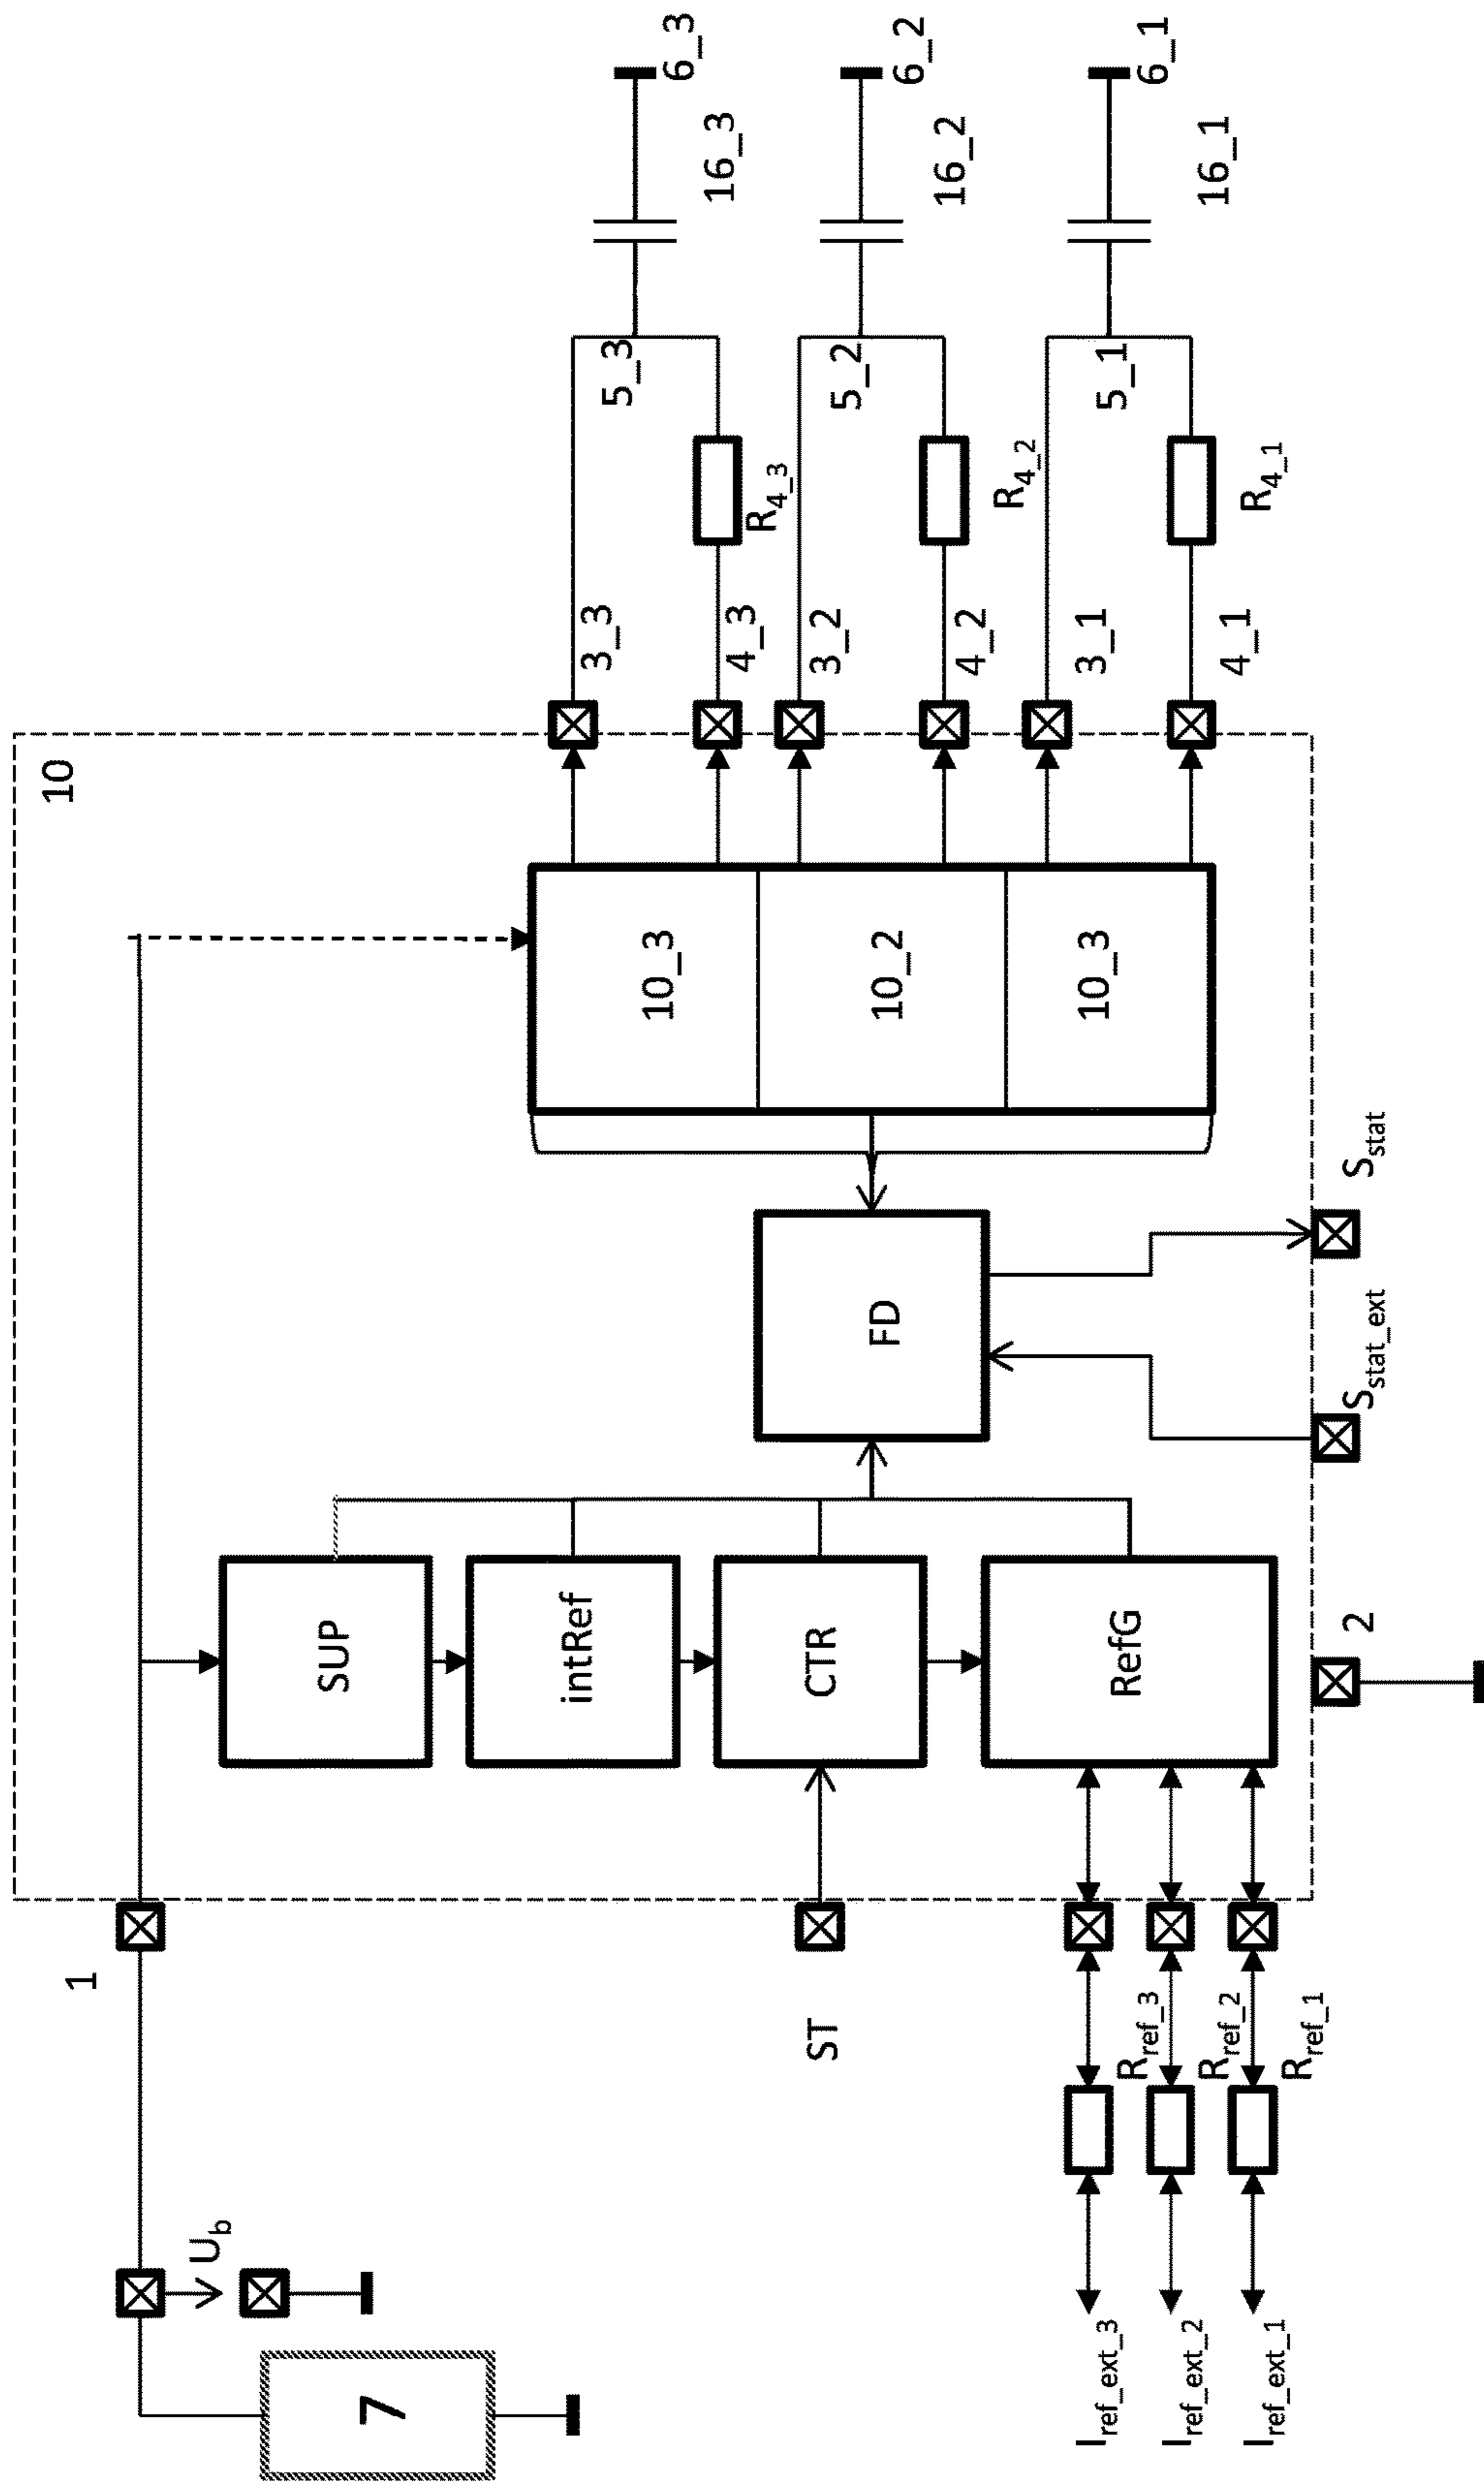 10
1
U_b
7
SUP
intRef
CTR
RefG
ST
FD
10_3
10_2
10_3
3_3
4_3
3_2
4_2
3_1
4_1
R_4_3
R_4_2
R_4_1
5_3
5_2
5_1
16_3
16_2
16_1
6_3
6_2
6_1
I_ref_ext_3
I_ref_ext_2
I_ref_ext_1
R_ref_3
R_ref_2
R_ref_1
2
S_stat_ext
S_stat